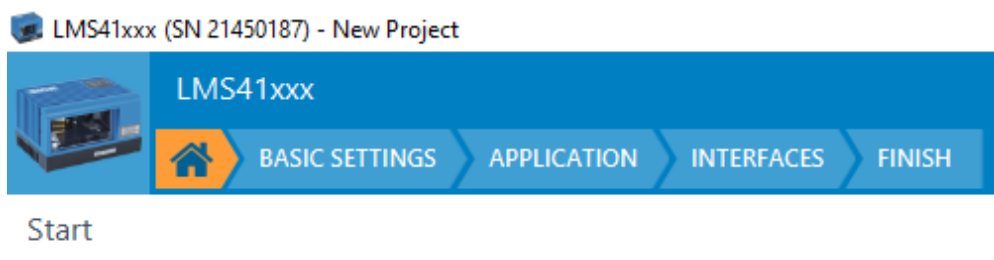 LMS41xxx (SN 21450187) - New Project
LMS41xxx
BASIC SETTINGS APPLICATION INTERFACES FINISH
Start